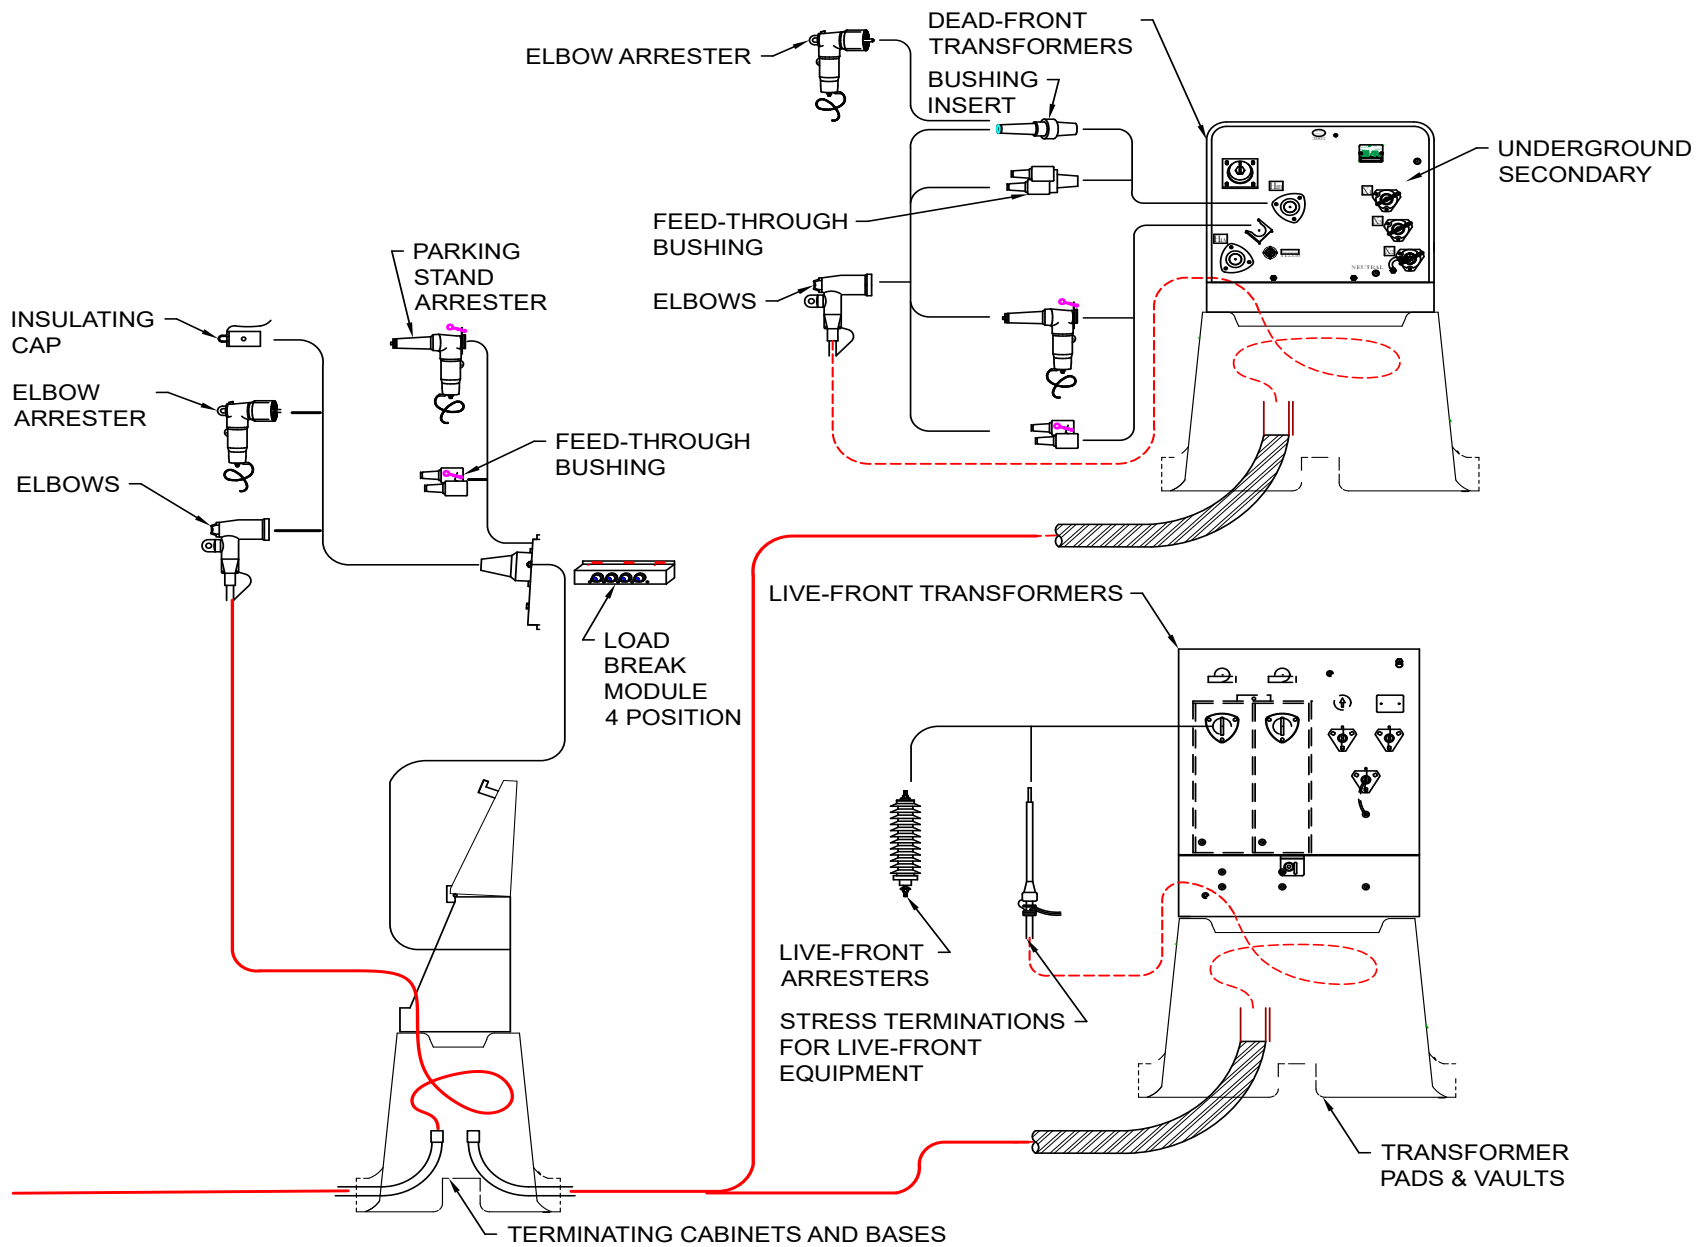 DEAD-FRONT
TRANSFORMERS
ELBOW ARRESTER
BUSHING
INSERT
UNDERGROUND
SECONDARY
FEED-THROUGH
BUSHING
PARKING
STAND
ARRESTER
ELBOWS
NEUTRAL
INSULATING
CAP
ELBOW
ARRESTER
FEED-THROUGH
BUSHING
ELBOWS
LIVE-FRONT TRANSFORMERS
LOAD
BREAK
MODULE
4 POSITION
LIVE-FRONT
ARRESTERS
STRESS TERMINATIONS
FOR LIVE-FRONT
EQUIPMENT
TRANSFORMER
PADS & VAULTS
TERMINATING CABINETS AND BASES